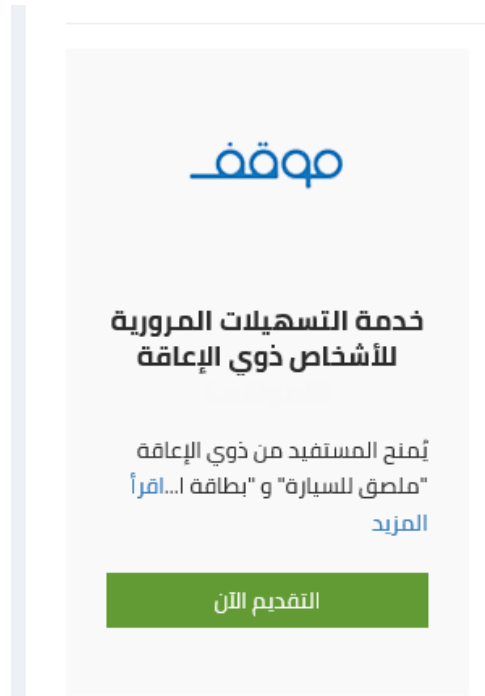 موقف
خدمة التسهيلات المرورية
للأشخاص ذوي الإعاقة
يُمنح المستفيد من ذوي الإعاقة
"ملصق للسيارة" و "بطاقة ا...اقرأ
المزيد
التقديم الآن